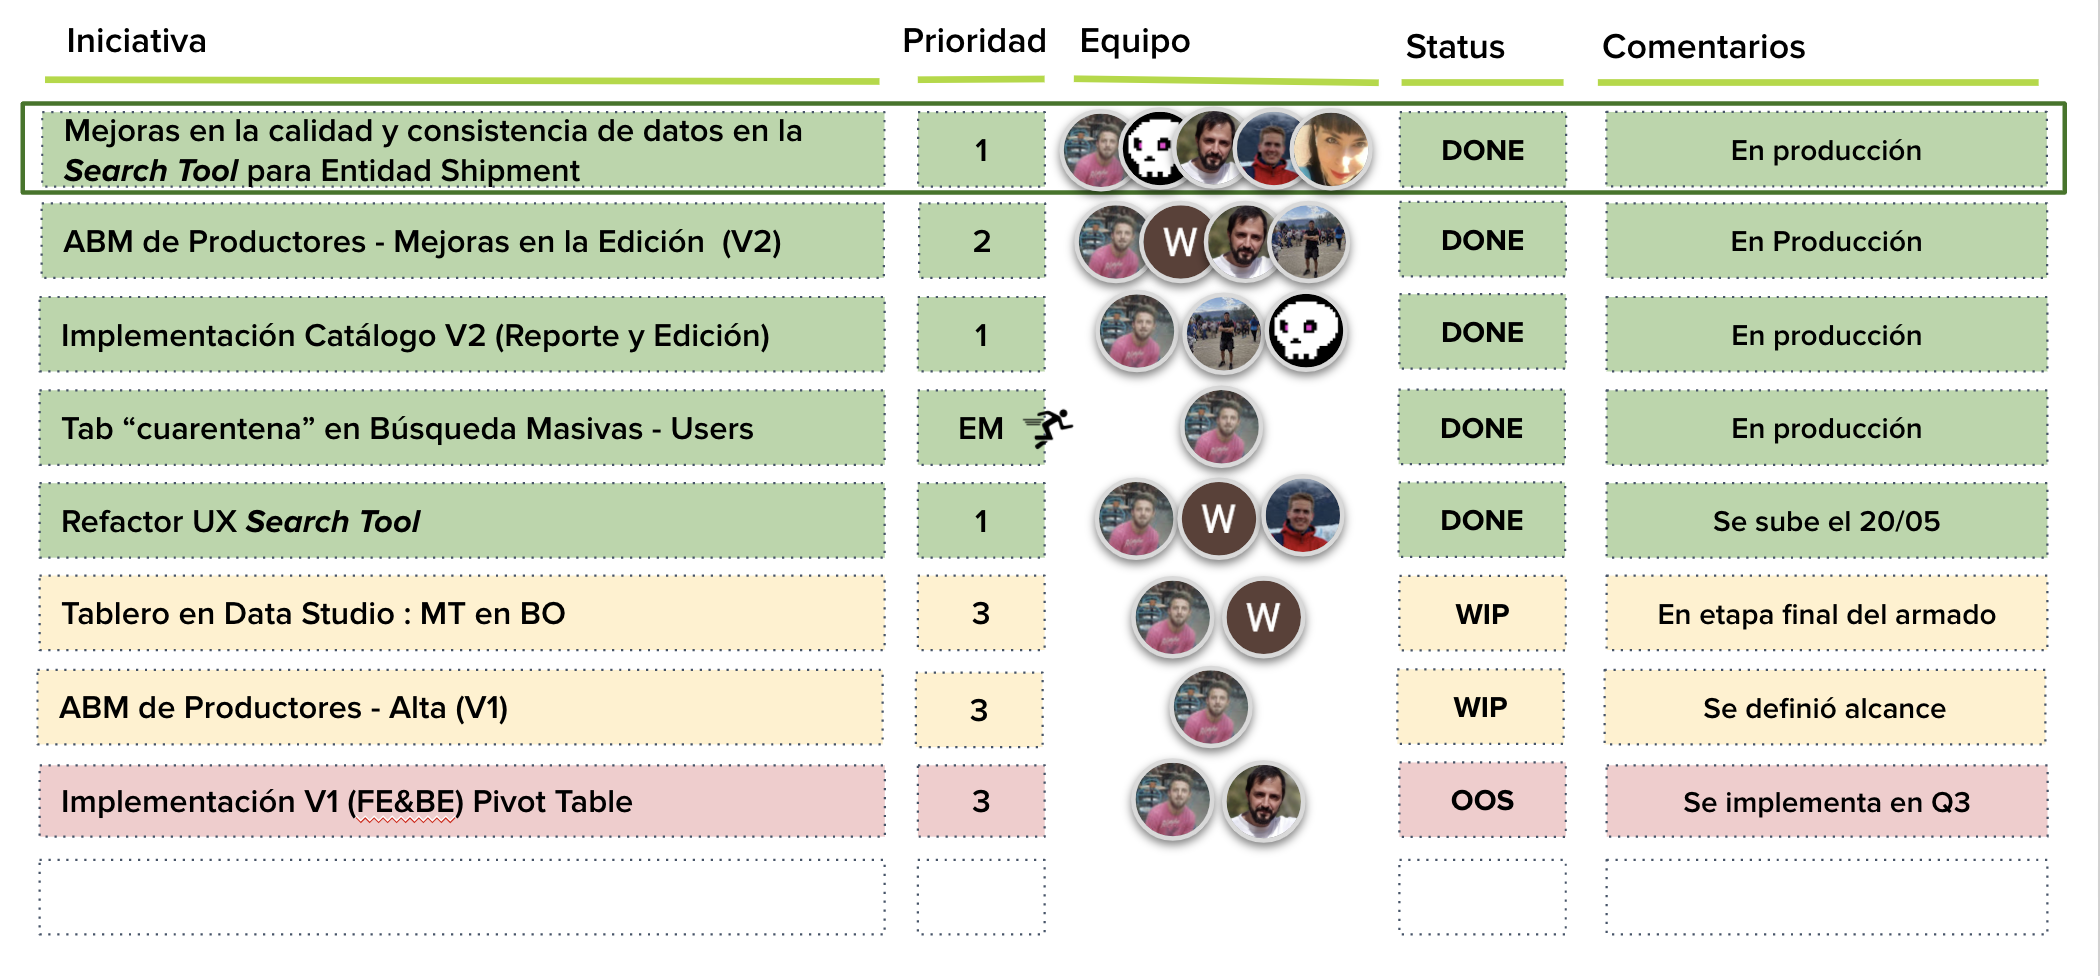 Iniciativa Prioridad Equipo Status Comentarios
Mejoras en la calidad y consistencia de datos en la
Search Tool para Entidad Shipment
1 DONE En producción
ABM de Productores - Mejoras en la Edición (V2) 2 W DONE En Producción
Implementación Catálogo V2 (Reporte y Edición) 1 DONE En producción
Tab “cuarentena” en Búsqueda Masivas - Users EM DONE En producción
Refactor UX Search Tool 1 W DONE Se sube el 20/05
Tablero en Data Studio : MT en BO 3 W WIP En etapa final del armado
ABM de Productores - Alta (V1) 3 WIP Se definió alcance
Implementación V1 (FE&BE) Pivot Table 3 OOS Se implementa en Q3